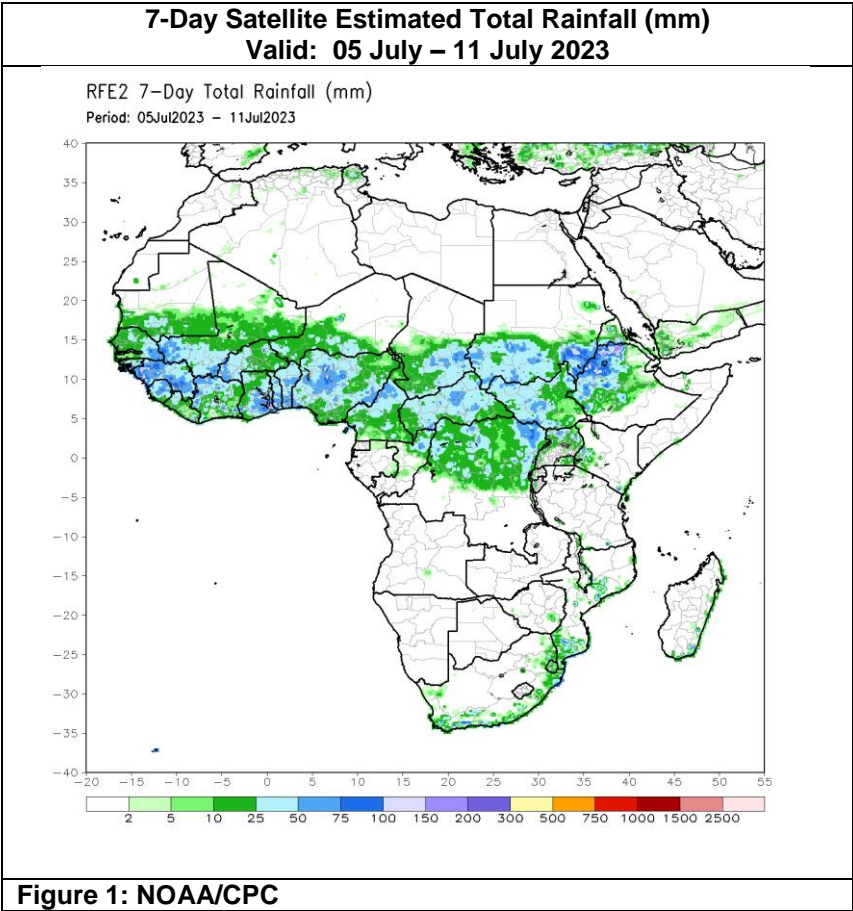 7-Day Satellite Estimated Total Rainfall (mm)
Valid: 05 July – 11 July 2023
RFE2 7-Day Total Rainfall (mm)
Period: 05Jul2023 – 11Jul2023
40
35
30
25
20
15
10
5
0
-5
-10
-15
-20
-25
-30
-35
-40
-20 -15 -10 -5 0 5 10 15 20 25 30 35 40 45 50 55
2 5 10 25 50 75 100 150 200 300 500 750 1000 1500 2500
Figure 1: NOAA/CPC